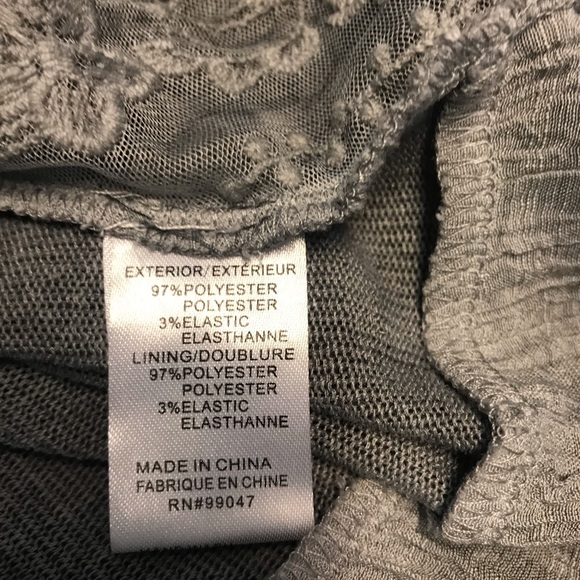 EXTERIOR/EXTÉRIEUR
97%POLYESTER
POLYESTER
3%ELASTIC
ELASTHANNE
LINING/DOUBLURE
97%POLYESTER
POLYESTER
3%ELASTIC
ELASTHANNE
MADE IN CHINA
FABRIQUE EN CHINE
RN#99047